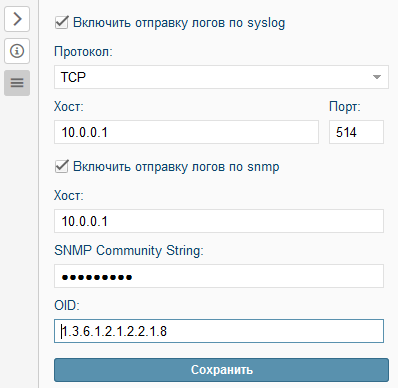 Включить отправку логов по syslog
Протокол:
TCP
Хост: Порт:
10.0.0.1 514
Включить отправку логов по snmp
Хост:
10.0.0.1
SNMP Community String:
●●●●●●●●●
OID:
1.3.6.1.2.1.2.2.1.8
Сохранить